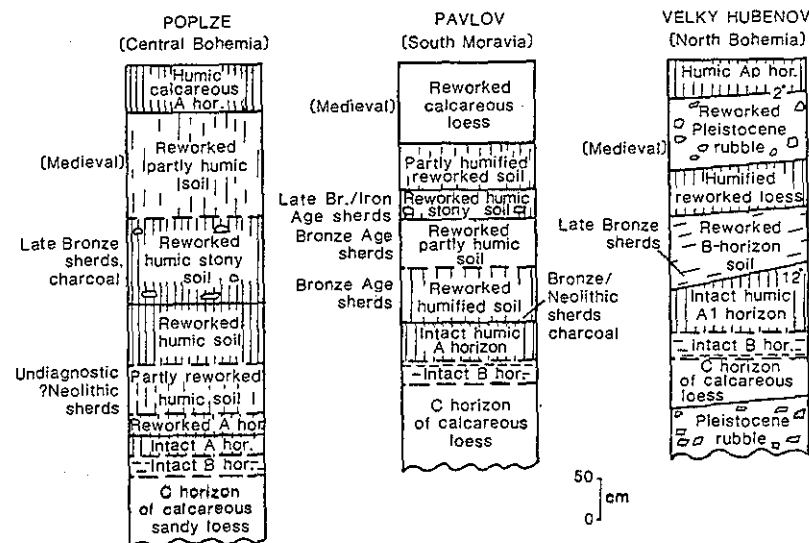 POPLZE
(Central Bohemia)
Humic
calcareous
A hor.
(Medieval)
Reworked
partly humic
soil
Late Bronze
sherds,
charcoal
Reworked
humic stony
soil
Reworked
humic soil
Undiagnostic
?Neolithic
sherds
Partly reworked
humic soil
Reworked A hor
Intact A hor.
Intact B hor.
C horizon
of calcareous
sandy loess
PAVLOV
(South Moravia)
(Medieval)
Reworked
calcareous
loess
Partly humified
reworked soil
Late Br./Iron
Age sherds
Reworked humic
stony soil
Bronze Age
sherds
Reworked
partly humic
soil
Bronze Age
sherds
Reworked
humified soil
Bronze/
Neolithic
sherds
charcoal
Intact humic
A horizon
Intact B hor.
C horizon
of calcareous
loess
VELKY HUBENOV
(North Bohemia)
Humic Ap hor.
2°
(Medieval)
Reworked
Pleistocene
rubble
Humified
reworked loess
Late Bronze
sherds
Reworked
B-horizon
soil
12°
Intact humic
A1 horizon
intact B hor.
C horizon
of calcareous
loess
Pleistocene
rubble
50
cm
0